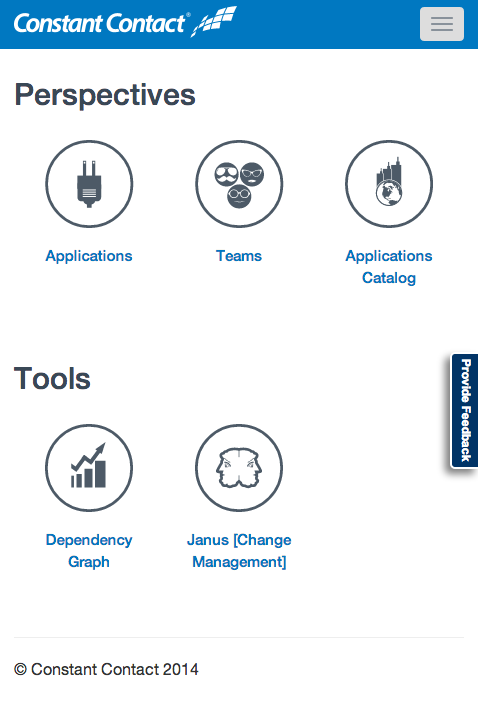 Constant Contact®
Perspectives
Applications
Teams
Applications
Catalog
Tools
Provide Feedback
Dependency
Graph
Janus [Change
Management]
© Constant Contact 2014